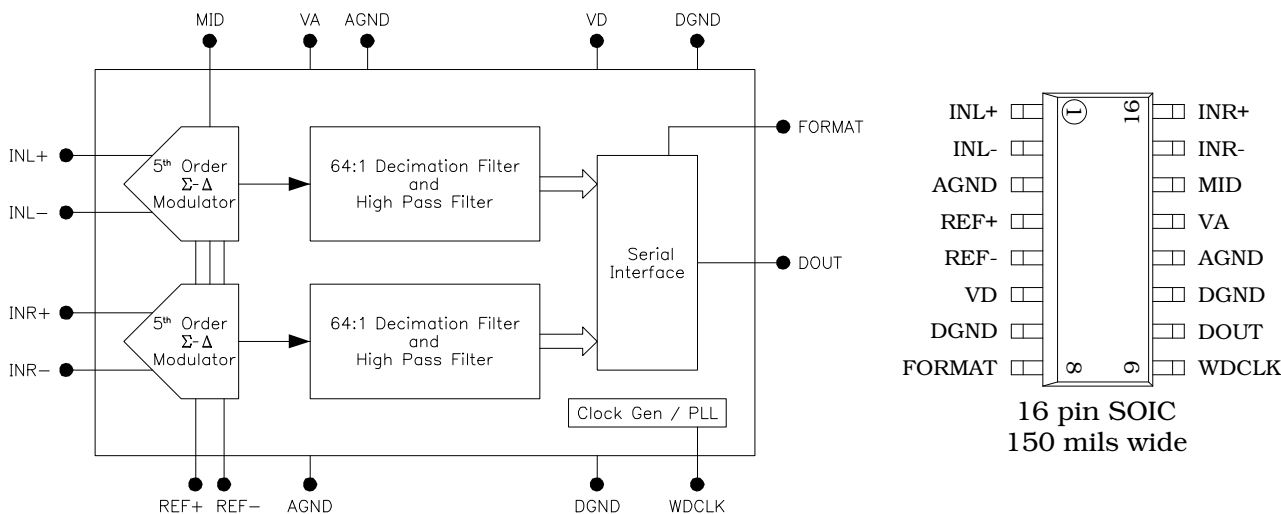 MID
VA
AGND
VD
DGND
INL+
INL−
INR+
INR−
5th Order
Σ-Δ
Modulator
64:1 Decimation Filter
and
High Pass Filter
5th Order
Σ-Δ
Modulator
64:1 Decimation Filter
and
High Pass Filter
Serial
Interface
FORMAT
DOUT
Clock Gen / PLL
REF+
REF−
AGND
DGND
WDCLK
INL+
INL-
AGND
REF+
REF-
VD
DGND
FORMAT
1
16
8
9
INR+
INR-
MID
VA
AGND
DGND
DOUT
WDCLK
16 pin SOIC
150 mils wide